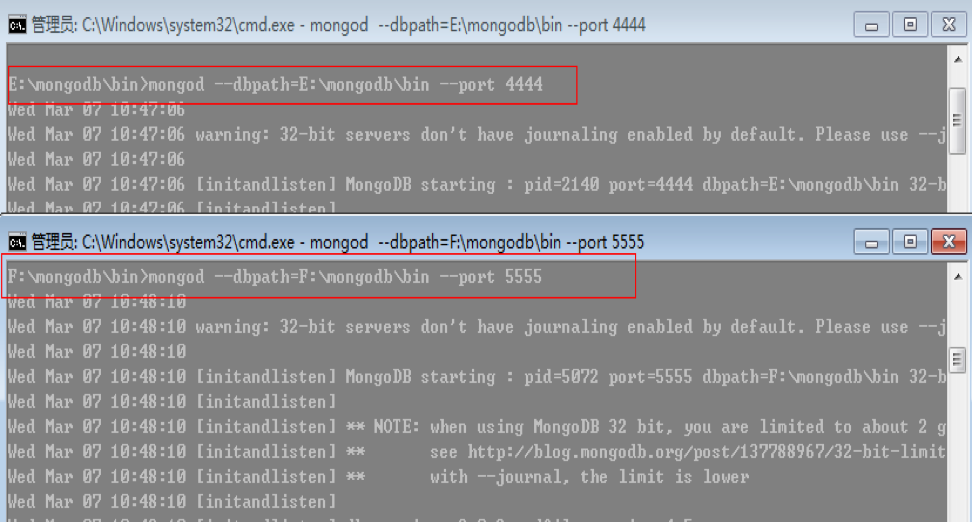 管理员: C:\Windows\system32\cmd.exe - mongod --dbpath=E:\mongodb\bin --port 4444
E:\mongodb\bin>mongod --dbpath=E:\mongodb\bin --port 4444
Wed Mar 07 10:47:06
Wed Mar 07 10:47:06 warning: 32-bit servers don't have journaling enabled by default. Please use --j
Wed Mar 07 10:47:06
Wed Mar 07 10:47:06 [initandlisten] MongoDB starting : pid=2140 port=4444 dbpath=E:\mongodb\bin 32-b
Wed Mar 07 10:47:06 [initandlisten]
管理员: C:\Windows\system32\cmd.exe - mongod --dbpath=F:\mongodb\bin --port 5555
F:\mongodb\bin>mongod --dbpath=F:\mongodb\bin --port 5555
Wed Mar 07 10:48:10
Wed Mar 07 10:48:10 warning: 32-bit servers don't have journaling enabled by default. Please use --j
Wed Mar 07 10:48:10
Wed Mar 07 10:48:10 [initandlisten] MongoDB starting : pid=5072 port=5555 dbpath=F:\mongodb\bin 32-b
Wed Mar 07 10:48:10 [initandlisten]
Wed Mar 07 10:48:10 [initandlisten] ** NOTE: when using MongoDB 32 bit, you are limited to about 2 g
Wed Mar 07 10:48:10 [initandlisten] ** see http://blog.mongodb.org/post/137788967/32-bit-limit
Wed Mar 07 10:48:10 [initandlisten] ** with --journal, the limit is lower
Wed Mar 07 10:48:10 [initandlisten]